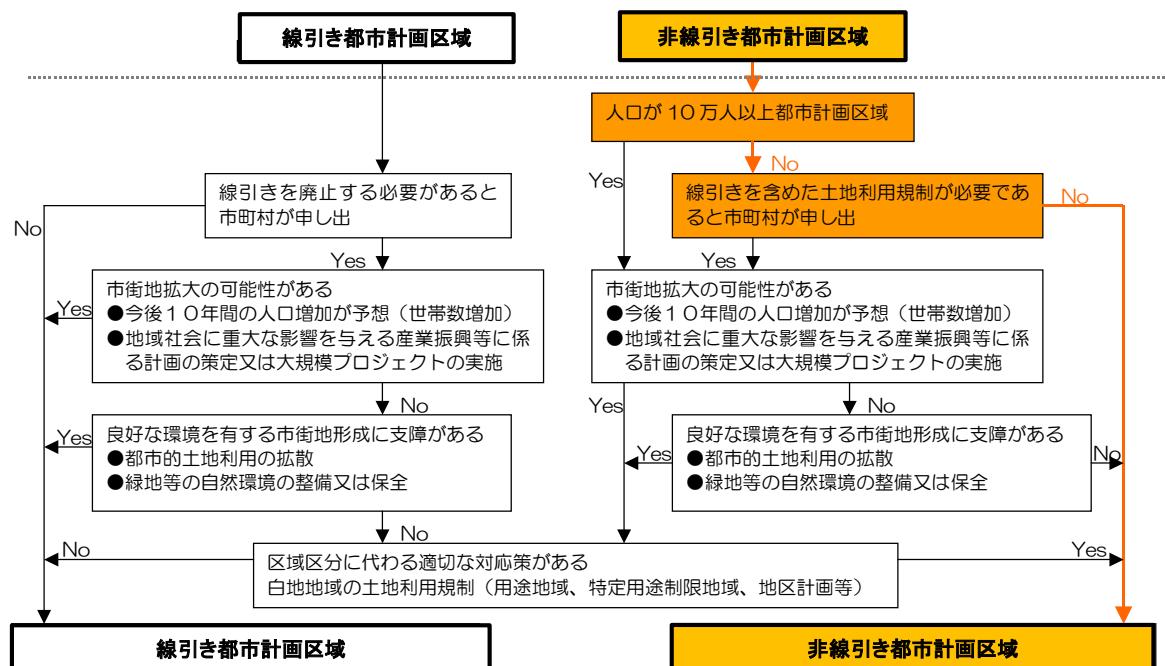 線引き都市計画区域
非線引き都市計画区域
人口が10万人以上都市計画区域
No
Yes
線引きを廃止する必要があると
市町村が申し出
線引きを含めた土地利用規制が必要であ
ると市町村が申し出
No
No
Yes
Yes
市街地拡大の可能性がある
●今後１０年間の人口増加が予想（世帯数増加）
●地域社会に重大な影響を与える産業振興等に係
る計画の策定又は大規模プロジェクトの実施
Yes
市街地拡大の可能性がある
●今後１０年間の人口増加が予想（世帯数増加）
●地域社会に重大な影響を与える産業振興等に係
る計画の策定又は大規模プロジェクトの実施
No
Yes
No
良好な環境を有する市街地形成に支障がある
●都市的土地利用の拡散
●緑地等の自然環境の整備又は保全
Yes
良好な環境を有する市街地形成に支障がある
●都市的土地利用の拡散
●緑地等の自然環境の整備又は保全
Yes
No
No
区域区分に代わる適切な対応策がある
白地地域の土地利用規制（用途地域、特定用途制限地域、地区計画等）
No
Yes
線引き都市計画区域
非線引き都市計画区域